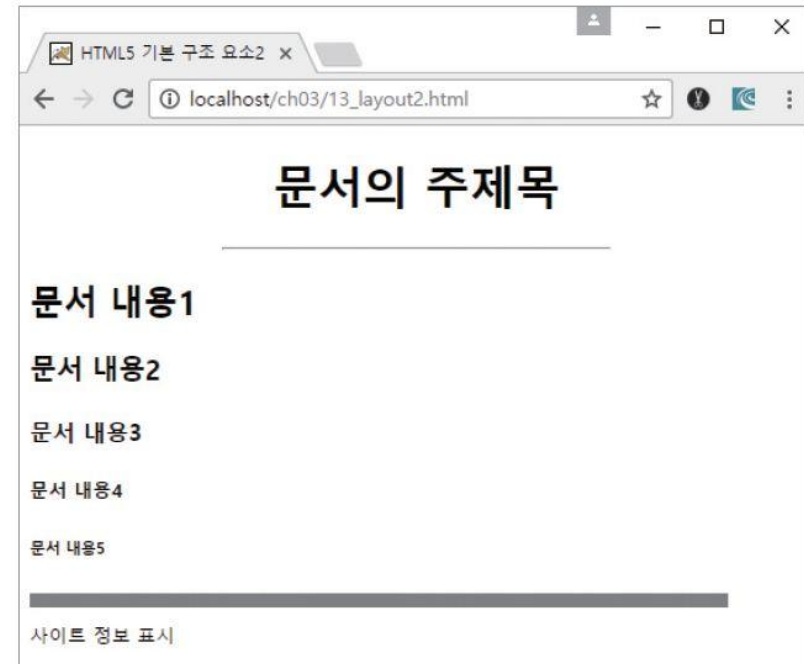 HTML5 기본 구조 요소2
localhost/ch03/13_layout2.html
문서의 주제목
문서 내용1
문서 내용2
문서 내용3
문서 내용4
문서 내용5
사이트 정보 표시